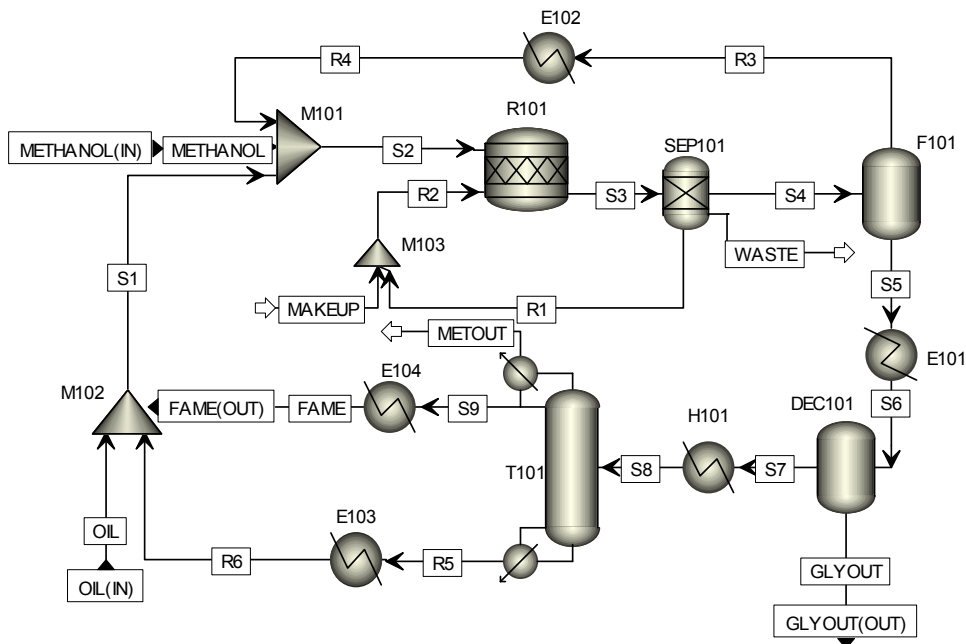 E102
R4
R3
M101
R101
METHANOL(IN)
METHANOL
S2
SEP101
F101
R2
S3
S4
M103
WASTE
S1
S5
MAKEUP
R1
METOUT
E101
M102
E104
FAME(OUT)
FAME
S9
H101
DEC101
S6
T101
S8
S7
OIL
E103
R6
R5
OIL(IN)
GLYOUT
GLYOUT(OUT)